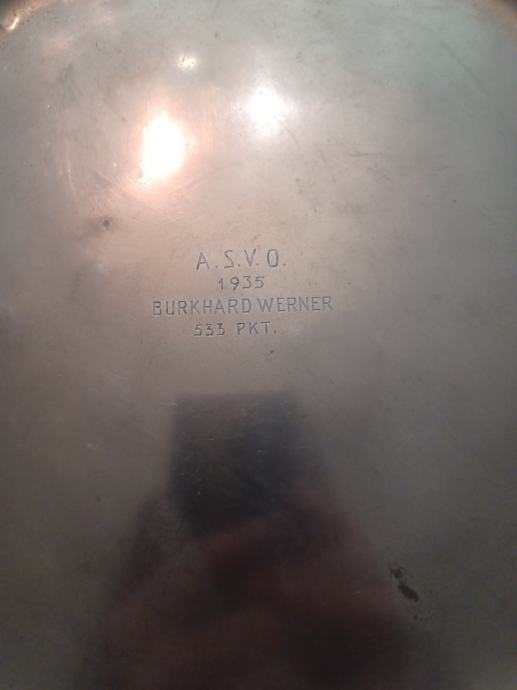 A.S.V.O.
1935
BURKHARD WERNER
533 PKT.